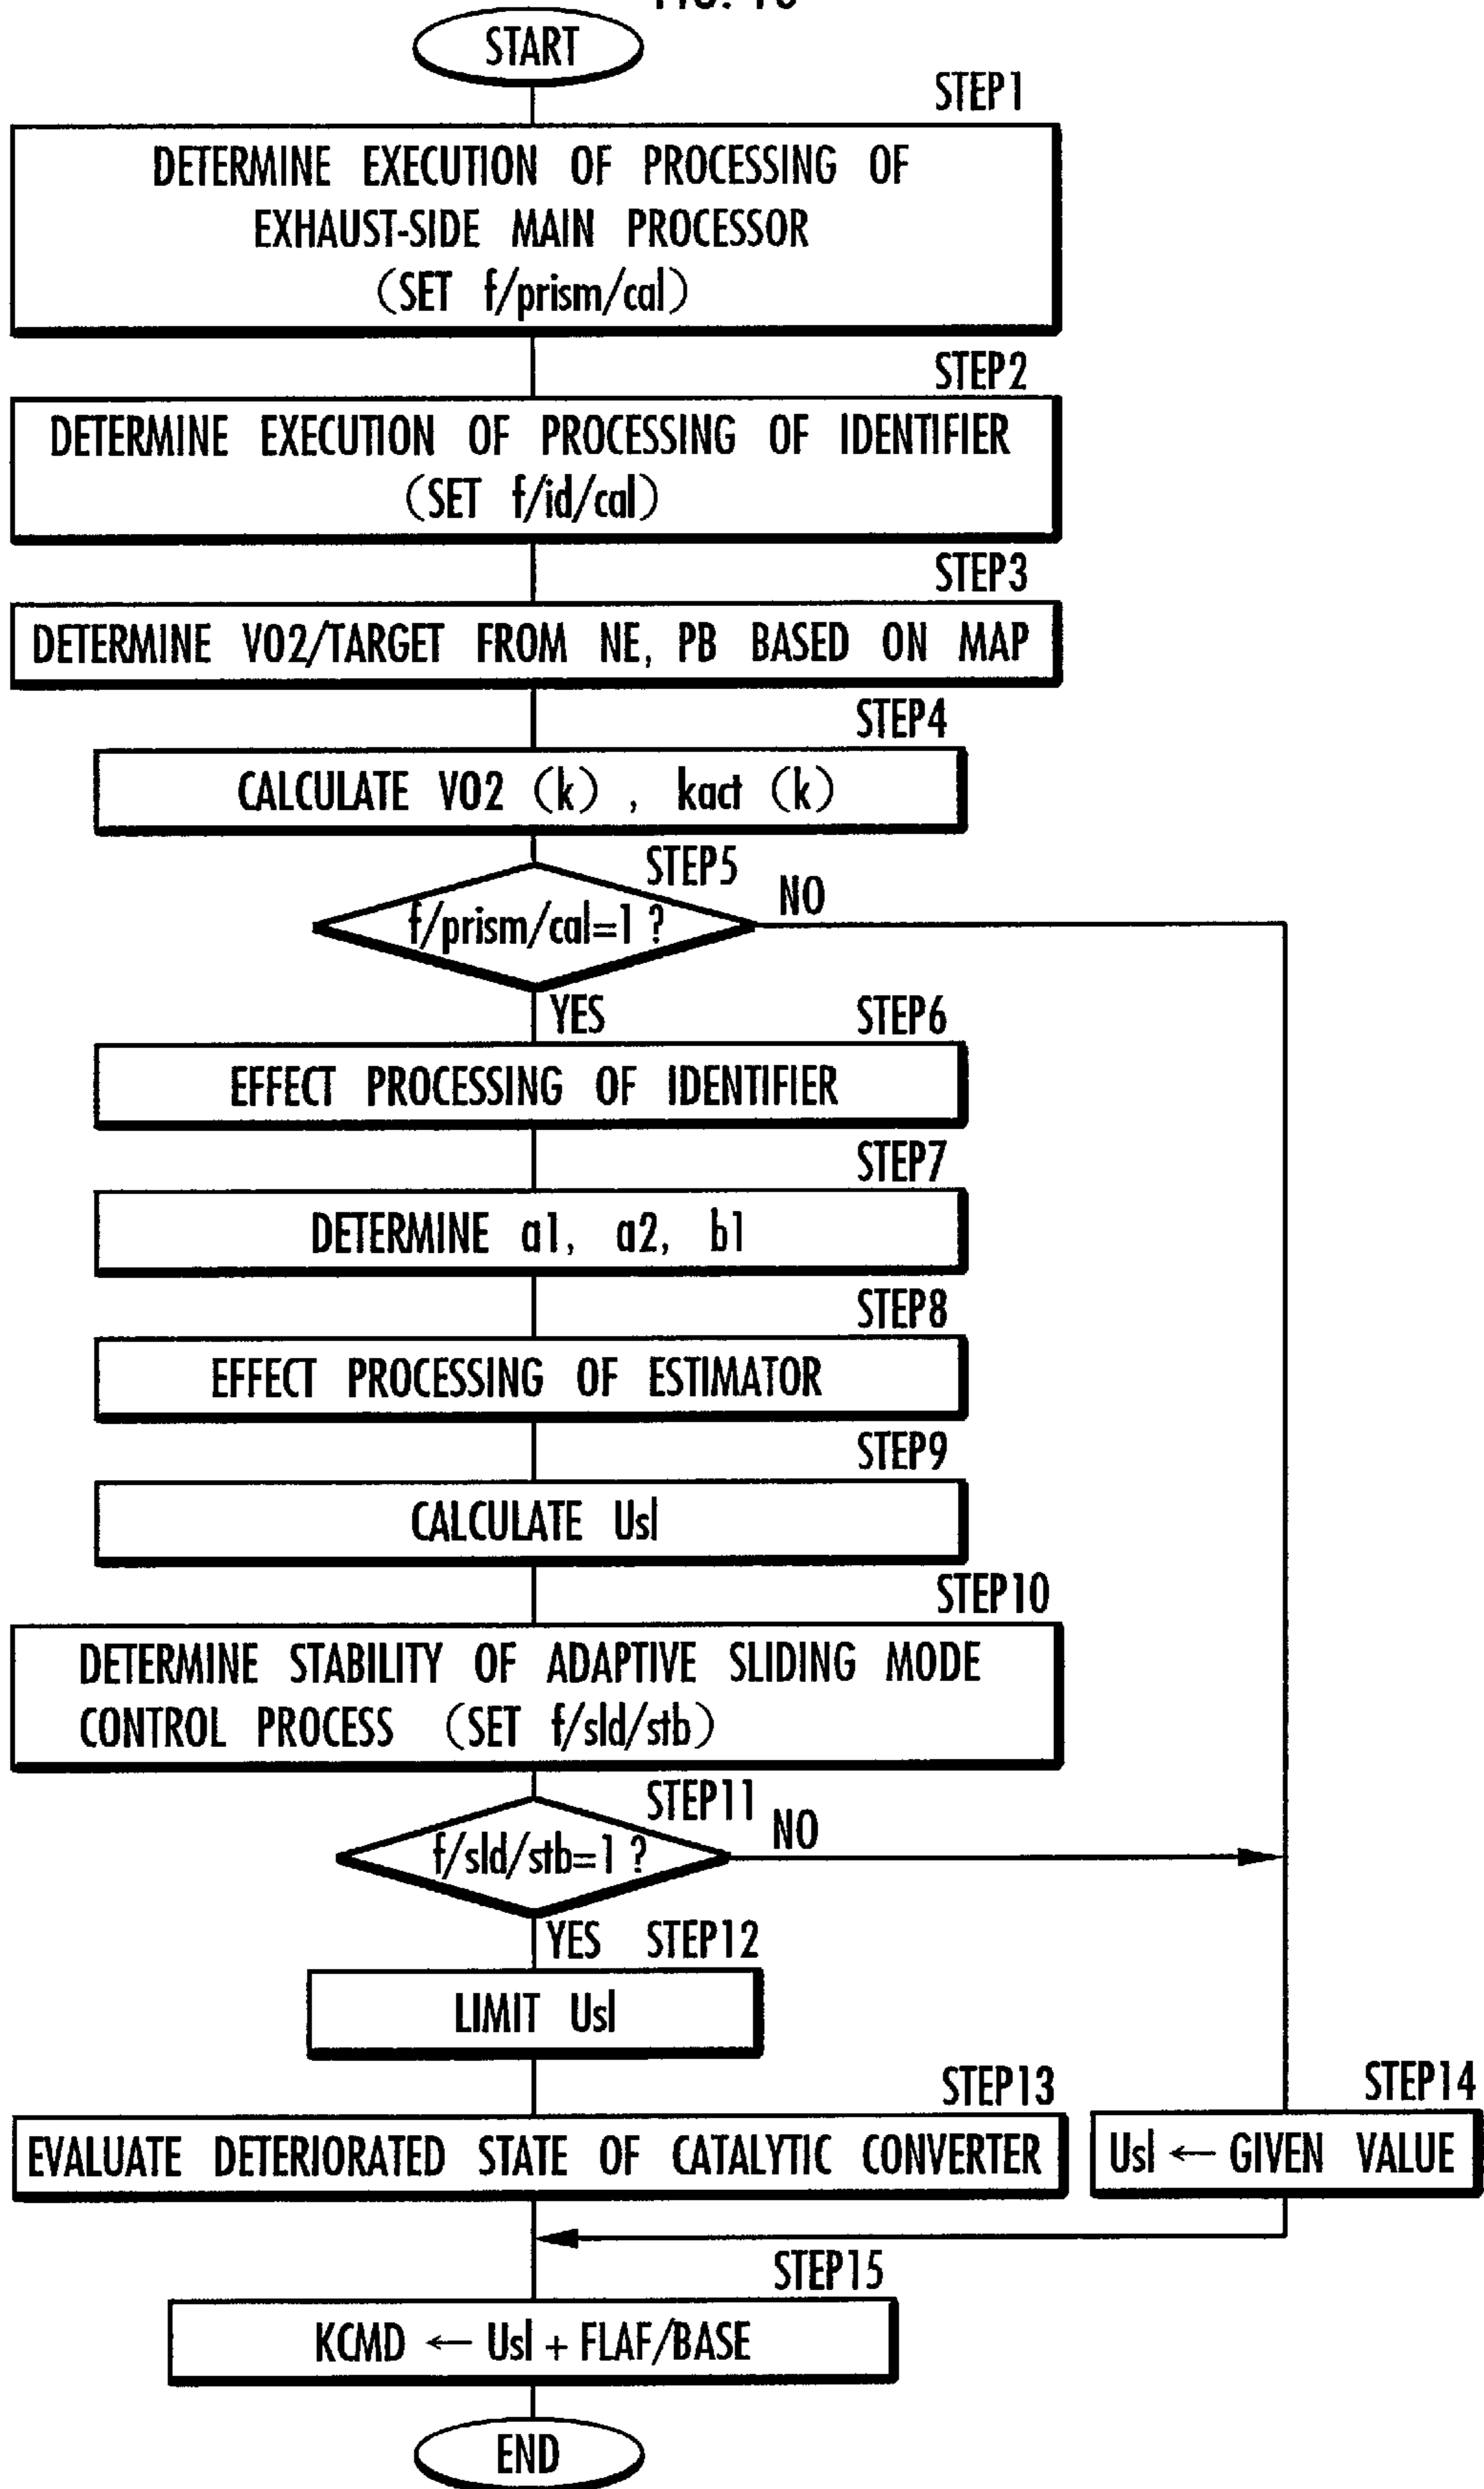 START
STEP1
DETERMINE EXECUTION OF PROCESSING OF
EXHAUST-SIDE MAIN PROCESSOR
(SET f/prism/cal)
STEP2
DETERMINE EXECUTION OF PROCESSING OF IDENTIFIER
(SET f/id/cal)
STEP3
DETERMINE VO2/TARGET FROM NE, PB BASED ON MAP
STEP4
CALCULATE VO2 (k) , kact (k)
STEP5
f/prism/cal=1 ?
NO
YES
STEP6
EFFECT PROCESSING OF IDENTIFIER
STEP7
DETERMINE a1, a2, b1
STEP8
EFFECT PROCESSING OF ESTIMATOR
STEP9
CALCULATE Usl
STEP10
DETERMINE STABILITY OF ADAPTIVE SLIDING MODE
CONTROL PROCESS (SET f/sld/stb)
STEP11
f/sld/stb=1 ?
NO
YES
STEP12
LIMIT Usl
STEP13
EVALUATE DETERIORATED STATE OF CATALYTIC CONVERTER
STEP14
Usl ← GIVEN VALUE
STEP15
KCMD ← Usl + FLAF/BASE
END